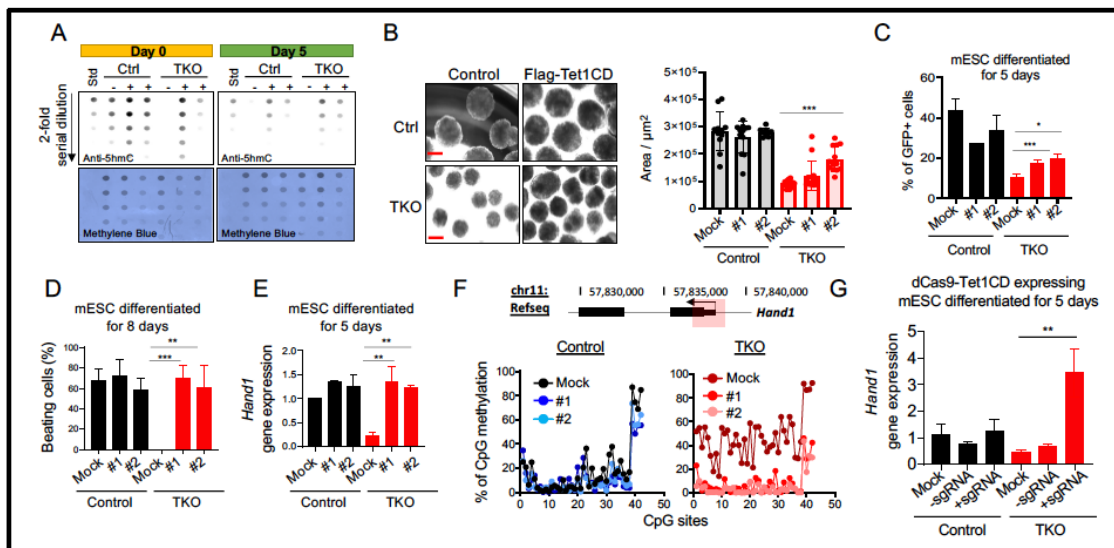 A
Day 0
Day 5
Std
Ctrl
TKO
Std
Ctrl
TKO
- + + - + +
- + + - + +
2-fold
serial dilution
Anti-5hmC
Anti-5hmC
Methylene Blue
Methylene Blue
B
Control
Flag-Tet1CD
Ctrl
TKO
Area / µm²
4×10⁵
3×10⁵
2×10⁵
1×10⁵
0
***
Mock
#1
#2
Mock
#1
#2
Control
TKO
C
mESC differentiated
for 5 days
% of GFP+ cells
60
40
20
0
*
***
Mock
#1
#2
Mock
#1
#2
Control
TKO
D
mESC differentiated
for 8 days
Beating cells (%)
100
80
60
40
20
0
**
***
Mock
#1
#2
Mock
#1
#2
Control
TKO
E
mESC differentiated
for 5 days
Hand1
gene expression
2.0
1.5
1.0
0.5
0.0
**
**
Mock
#1
#2
Mock
#1
#2
Control
TKO
F
chr11:
57,830,000
57,835,000
57,840,000
Refseq
Hand1
Control
TKO
Mock
#1
#2
Mock
#1
#2
% of CpG methylation
100
80
60
40
20
0
100
80
60
40
20
0
0 10 20 30 40 50
0 10 20 30 40 50
CpG sites
G
dCas9-Tet1CD expressing
mESC differentiated for 5 days
Hand1
gene expression
5
4
3
2
1
0
**
Mock
-sgRNA
+sgRNA
Mock
-sgRNA
+sgRNA
Control
TKO